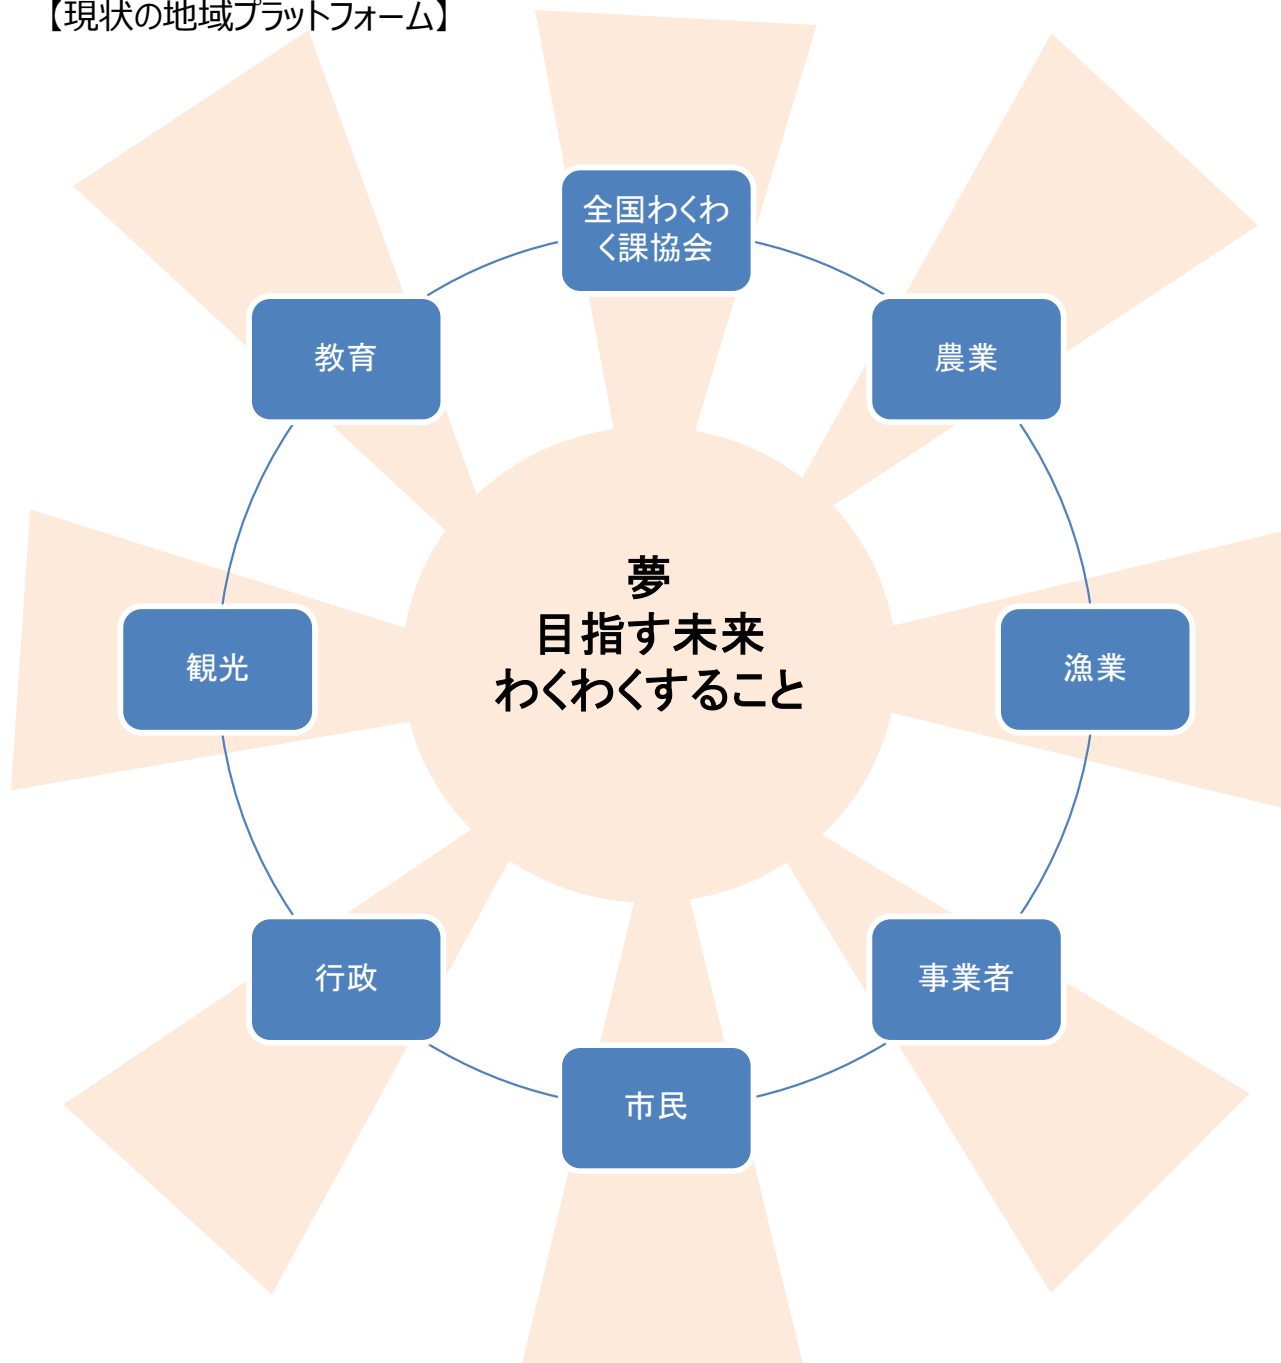 【現状の地域プラットフォーム】
全国わくわ
く課協会
教育
農業
夢
目指す未来
わくわくすること
観光
漁業
行政
事業者
市民